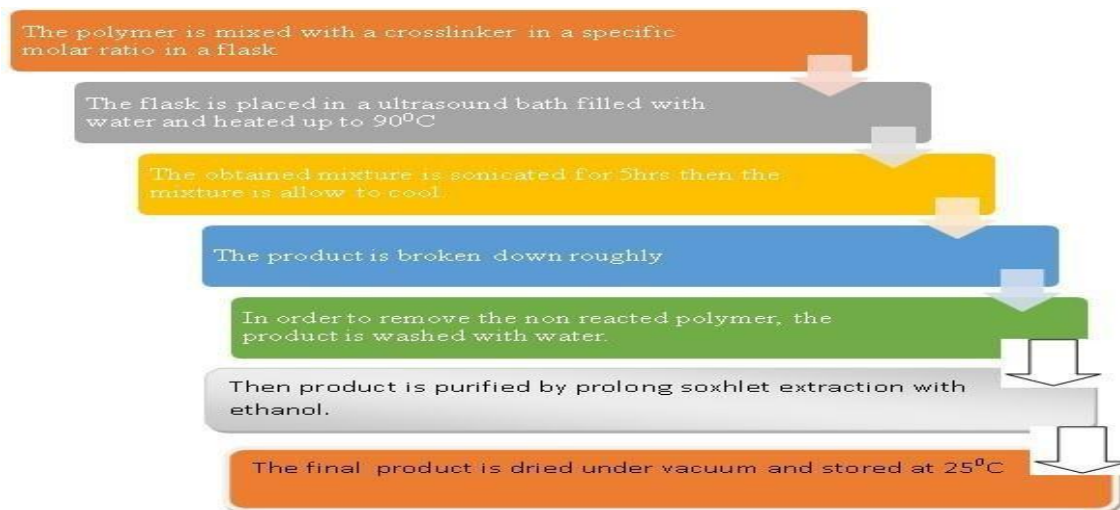 The polymer is mixed with a crosslinker in a specific
molar ratio in a flask
The flask is placed in a ultrasound bath filled with
water and heated up to 90⁰C
The obtained mixture is sonicated for 5hrs then the
mixture is allow to cool.
The product is broken down roughly
In order to remove the non reacted polymer, the
product is washed with water.
Then product is purified by prolong soxhlet extraction with
ethanol.
The final product is dried under vacuum and stored at 25⁰C